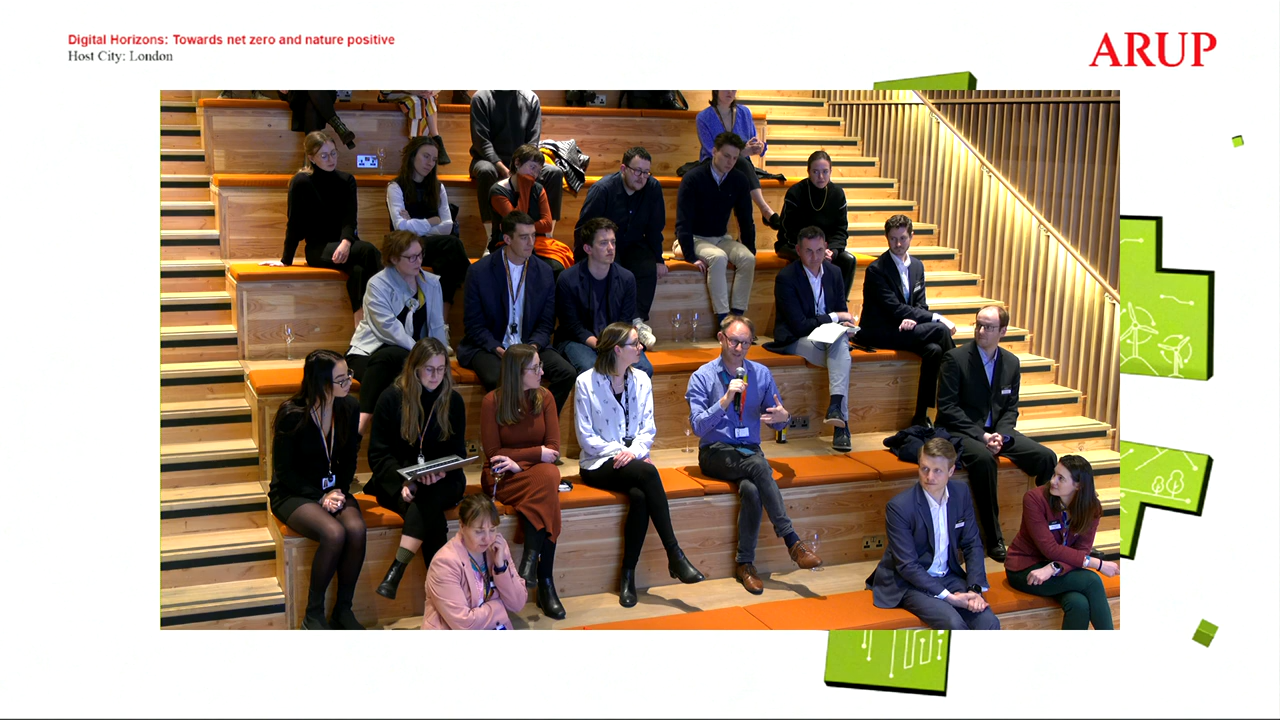 Digital Horizons: Towards net zero and nature positive
Host City: London
ARUP